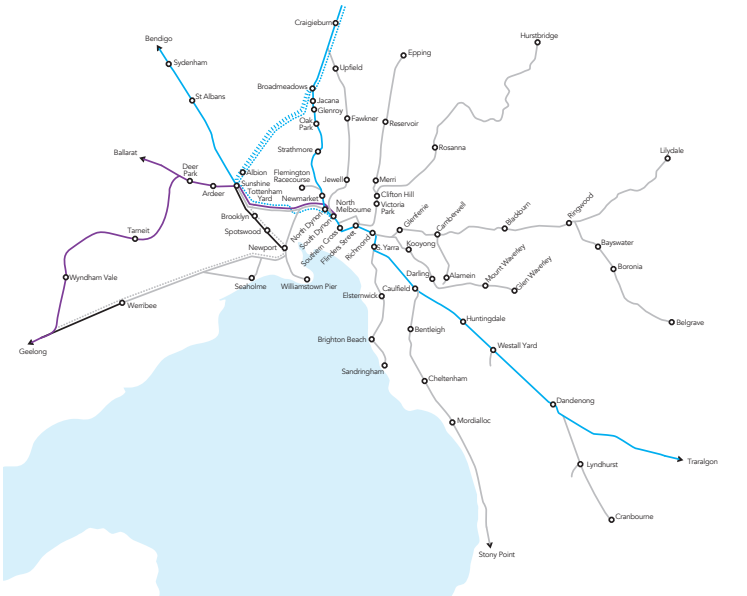 Craigieburn
Hurstbridge
Bendigo
Epping
Sydenham
Upfield
Broadmeadows
St Albans
Jacana
Glenroy
Oak
Park
Fawkner
Reservoir
Strathmore
Rosanna
Lilydale
Ballarat
Deer
Park
Albion
Flemington
Racecourse
Jewell
Merri
Ardeer
Sunshine
Tottenham
Yard
Newmarket
Clifton Hill
Victoria
Park
North
Melbourne
Brooklyn
North Dynon
South Dynon
Southern Cross
Flinders Street
Richmond
Glenferrie
Camberwell
Blackburn
Ringwood
Tarneit
Spotswood
Newport
S. Yarra
Kooyong
Bayswater
Wyndham Vale
Darling
Alamein
Mount Waverley
Glen Waverley
Boronia
Seaholme
Williamstown Pier
Caulfield
Elsternwick
Werribee
Huntingdale
Belgrave
Bentleigh
Brighton Beach
Westall Yard
Geelong
Sandringham
Cheltenham
Dandenong
Mordialloc
Traralgon
Lyndhurst
Cranbourne
Stony Point